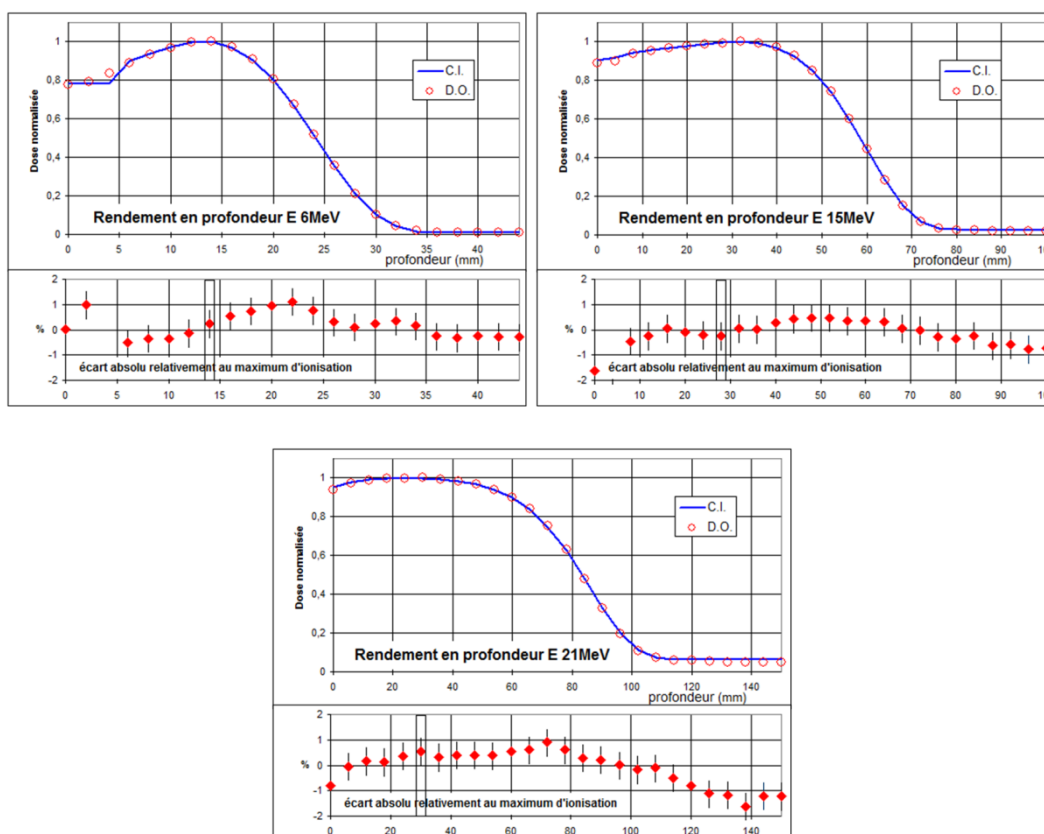 1
0,8
0,6
0,4
0,2
0
Dose normalisée
C.I.
D.O.
Rendement en profondeur E 6MeV
0 5 10 15 20 25 30 35 40
profondeur (mm)
2
1
0
-1
-2
%
écart absolu relativement au maximum d'ionisation
0 5 10 15 20 25 30 35 40
1
0,8
0,6
0,4
0,2
0
Dose normalisée
C.I.
D.O.
Rendement en profondeur E 15MeV
0 10 20 30 40 50 60 70 80 90
profondeur (mm)
2
1
0
-1
-2
%
écart absolu relativement au maximum d'ionisation
0 10 20 30 40 50 60 70 80 90
1
0,8
0,6
0,4
0,2
0
Dose normalisée
C.I.
D.O.
Rendement en profondeur E 21MeV
0 20 40 60 80 100 120 140
profondeur (mm)
2
1
0
-1
-2
%
écart absolu relativement au maximum d'ionisation
0 20 40 60 80 100 120 140